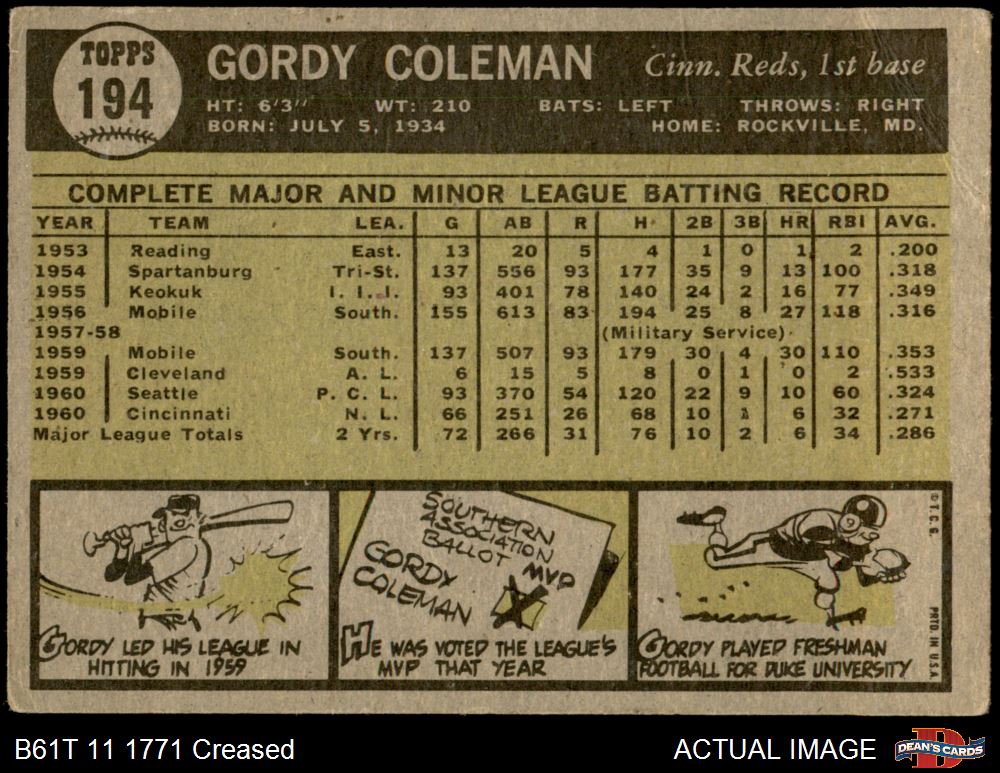 TOPPS
194
GORDY COLEMAN
Cinn. Reds, 1st base
HT: 6'3" WT: 210 BATS: LEFT THROWS: RIGHT
BORN: JULY 5, 1934 HOME: ROCKVILLE, MD.
COMPLETE MAJOR AND MINOR LEAGUE BATTING RECORD
YEAR TEAM LEA. G AB R H 2B 3B HR RBI AVG.
1953 Reading East. 13 20 5 4 1 0 1 2 .200
1954 Spartanburg Tri-St. 137 556 93 177 35 9 13 100 .318
1955 Keokuk I. I. I. 93 401 78 140 24 2 16 77 .349
1956 Mobile South. 155 613 83 194 25 8 27 118 .316
1957-58 (Military Service)
1959 Mobile South. 137 507 93 179 30 4 30 110 .353
1959 Cleveland A. L. 6 15 5 8 0 1 0 2 .533
1960 Seattle P. C. L. 93 370 54 120 22 9 10 60 .324
1960 Cincinnati N. L. 66 251 26 68 10 1 6 32 .271
Major League Totals 2 Yrs. 72 266 31 76 10 2 6 34 .286
GORDY LED HIS LEAGUE IN
HITTING IN 1959
SOUTHERN
ASSOCIATION
BALLOT
MVP
GORDY
COLEMAN
X
HE WAS VOTED THE LEAGUE'S
MVP THAT YEAR
9
GORDY PLAYED FRESHMAN
FOOTBALL FOR DUKE UNIVERSITY
© T. C. G.
PRTD. IN U.S.A.
B61T 11 1771 Creased
ACTUAL IMAGE
D
DEAN'S CARDS